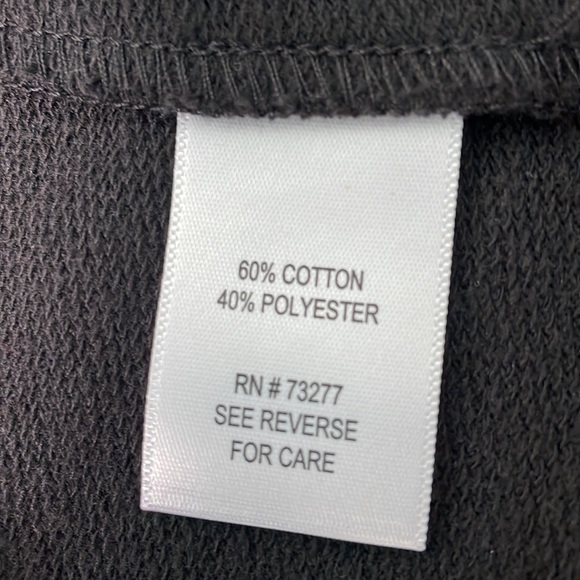 60% COTTON
40% POLYESTER
RN # 73277
SEE REVERSE
FOR CARE